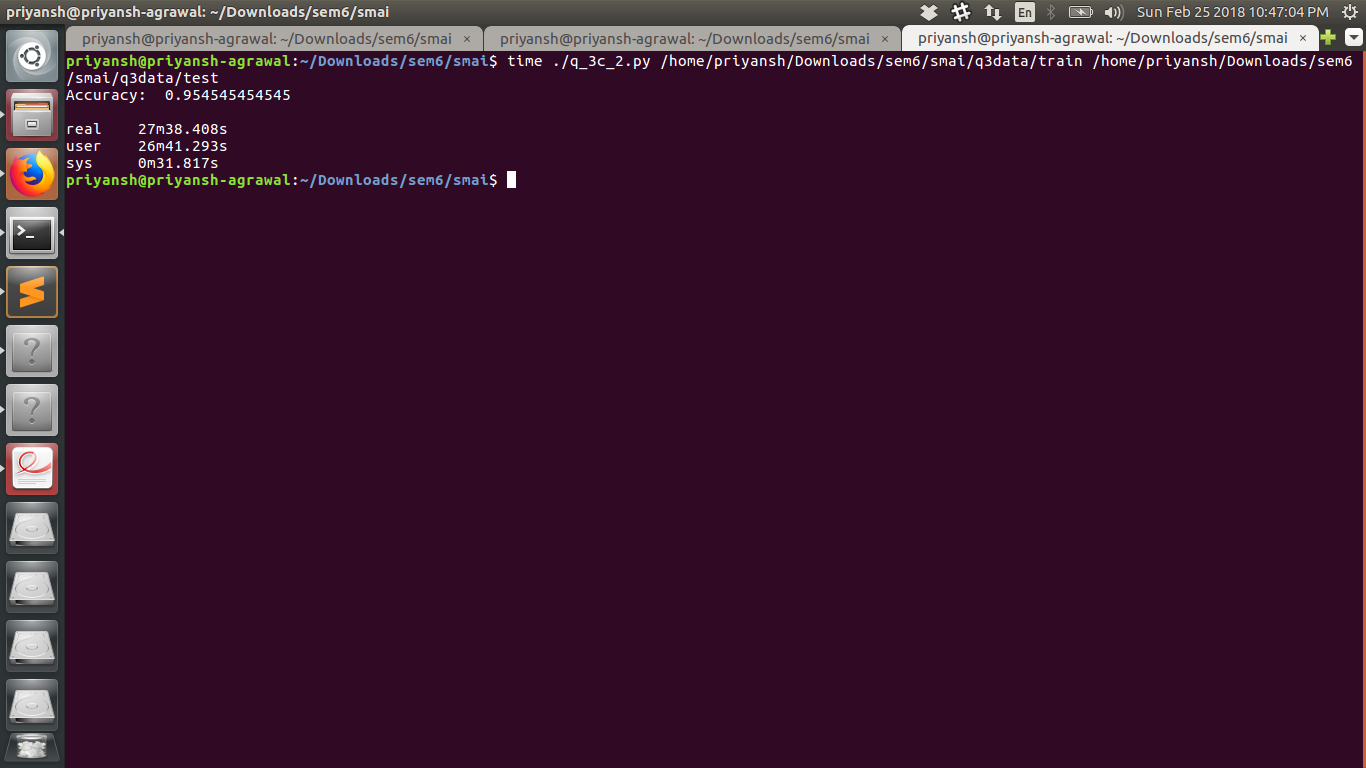 priyansh@priyansh-agrawal: ~/Downloads/sem6/smai
En
Sun Feb 25 2018 10:47:04 PM
priyansh@priyansh-agrawal: ~/Downloads/sem6/smai ×
priyansh@priyansh-agrawal: ~/Downloads/sem6/smai ×
priyansh@priyansh-agrawal: ~/Downloads/sem6/smai ×
priyansh@priyansh-agrawal:~/Downloads/sem6/smai$ time ./q_3c_2.py /home/priyansh/Downloads/sem6/smai/q3data/train /home/priyansh/Downloads/sem6
/smai/q3data/test
Accuracy:  0.954545454545
real    27m38.408s
user    26m41.293s
sys     0m31.817s
priyansh@priyansh-agrawal:~/Downloads/sem6/smai$